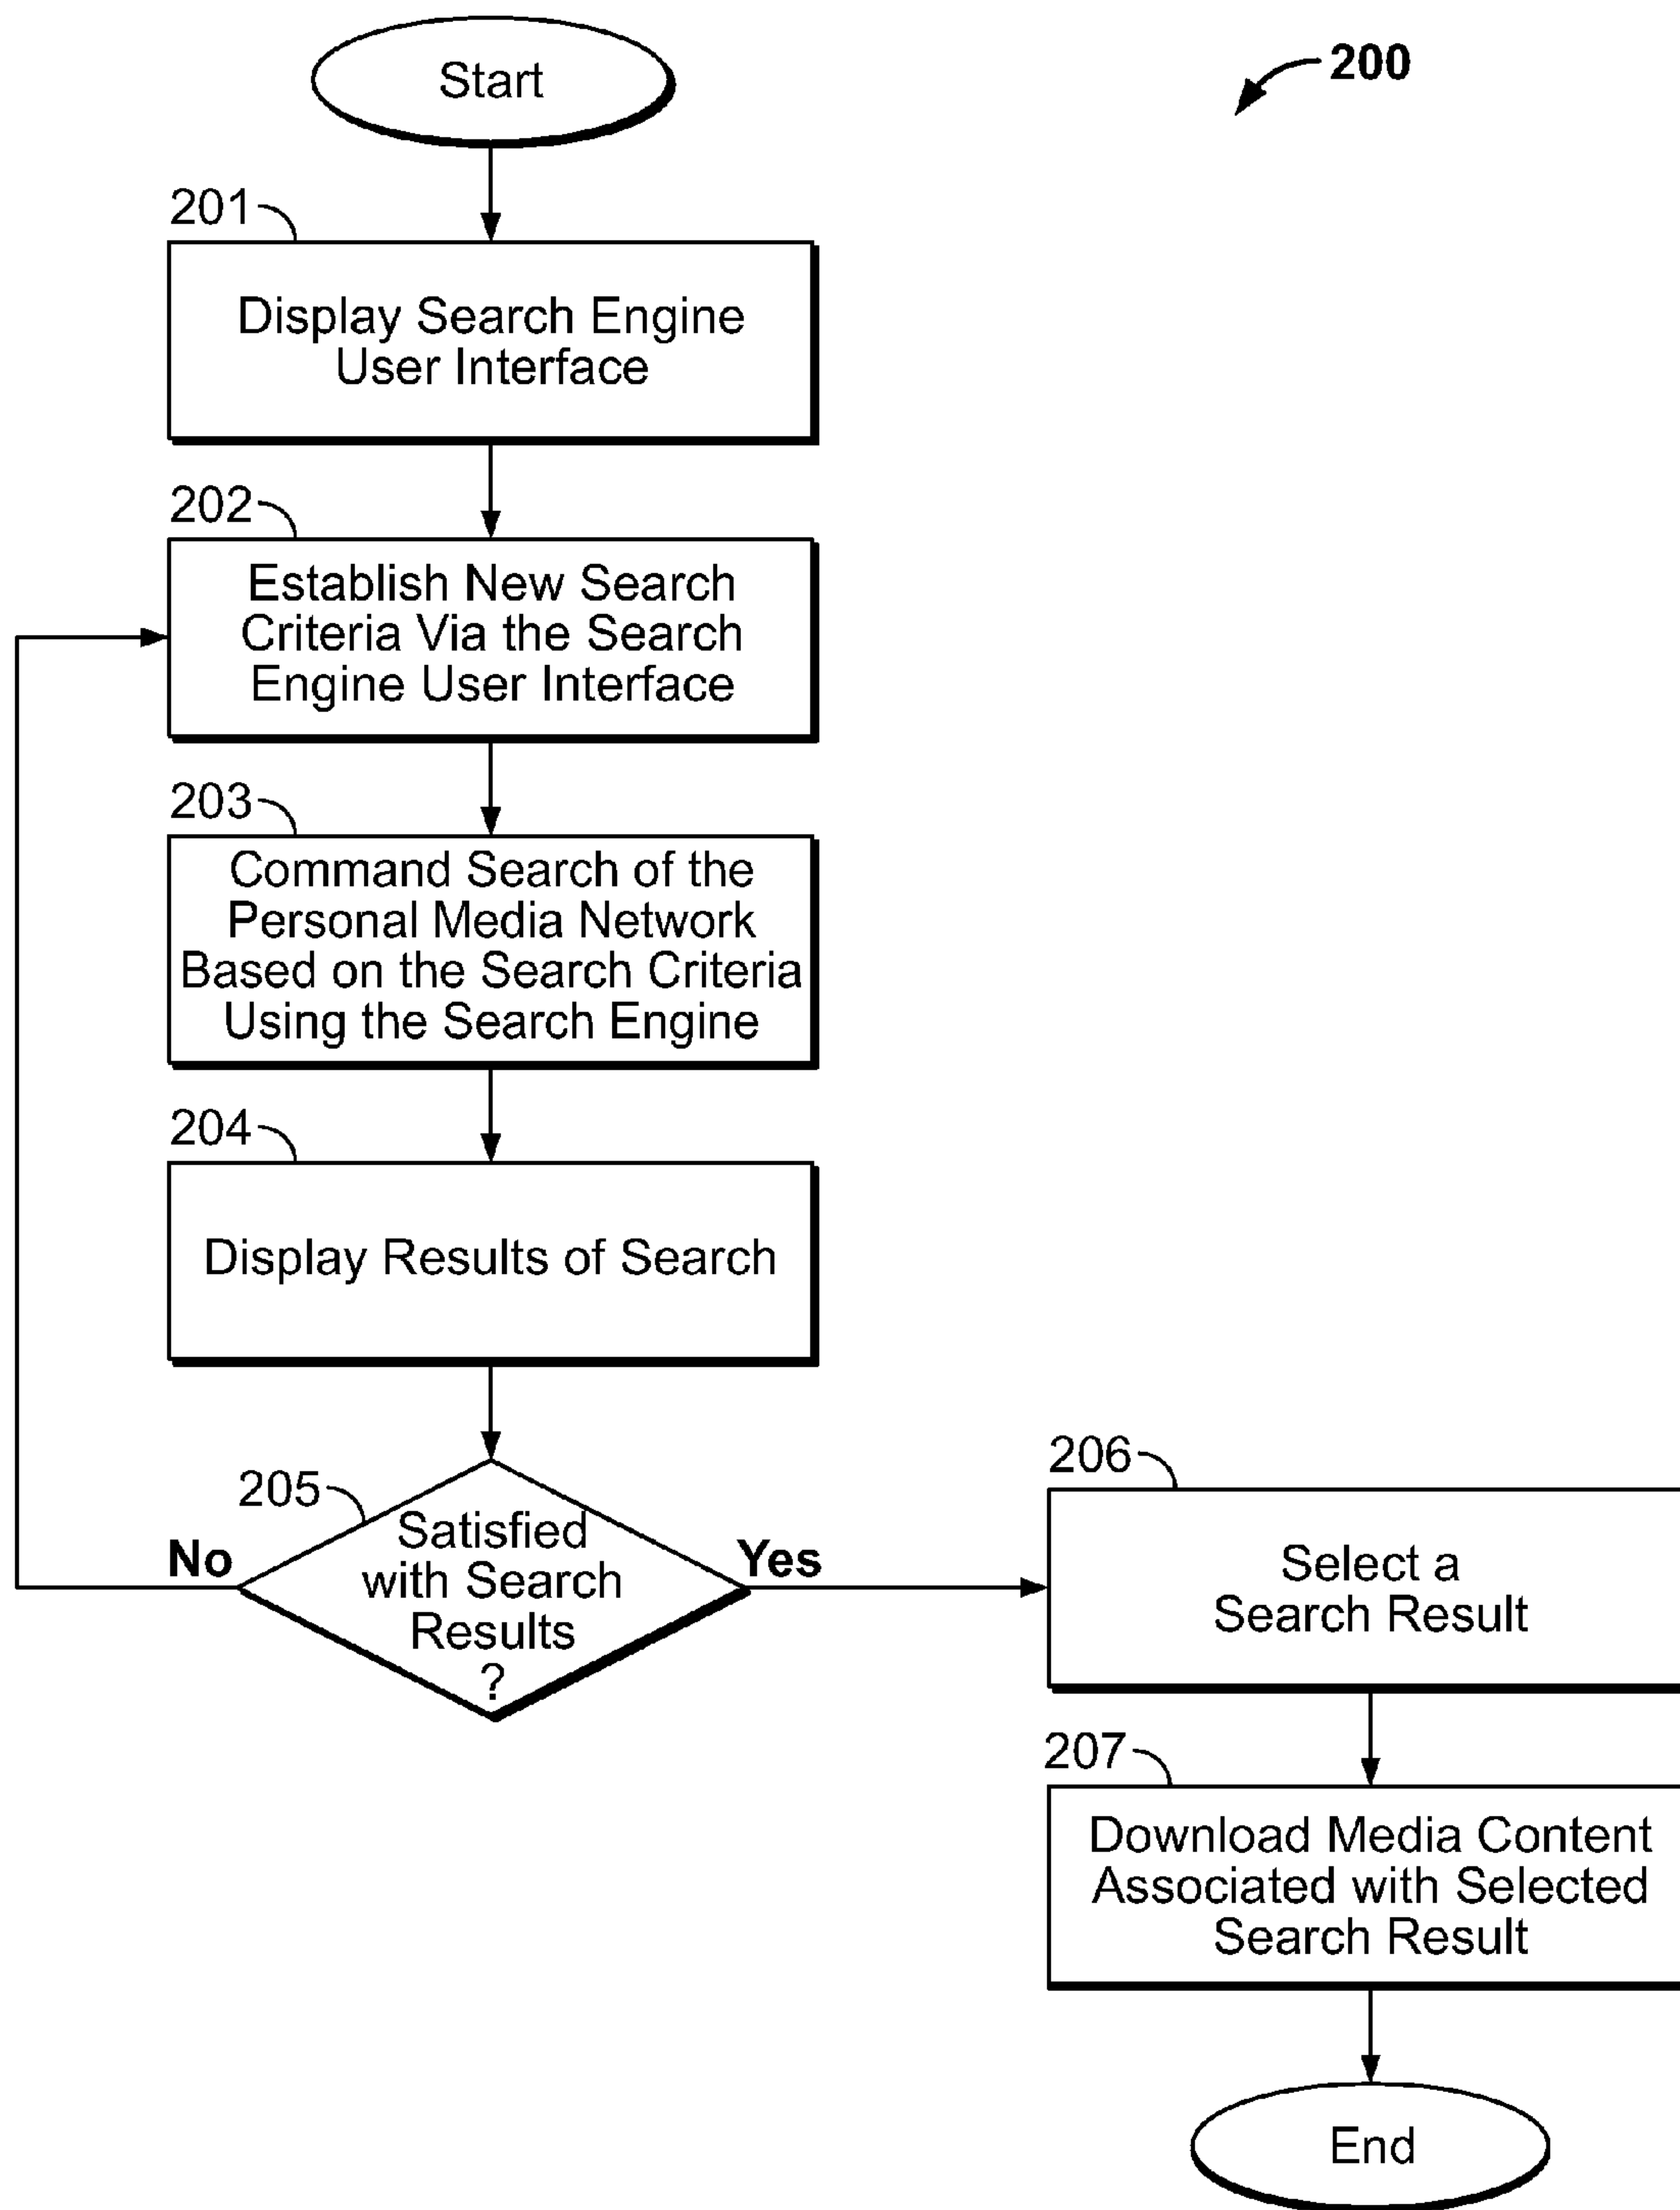 Start
200
201
Display Search Engine
User Interface
202
Establish New Search
Criteria Via the Search
Engine User Interface
203
Command Search of the
Personal Media Network
Based on the Search Criteria
Using the Search Engine
204
Display Results of Search
205
Satisfied
with Search
Results
?
No
Yes
206
Select a
Search Result
207
Download Media Content
Associated with Selected
Search Result
End